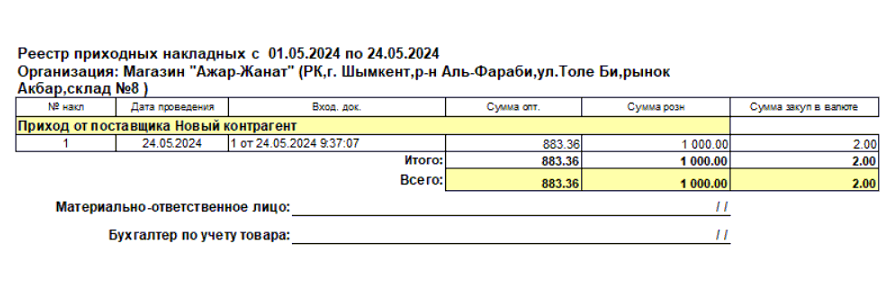 Реестр приходных накладных с 01.05.2024 по 24.05.2024
Организация: Магазин "Ажар-Жанат" (РК,г. Шымкент,р-н Аль-Фараби,ул.Толе Би,рынок
Акбар,склад №8 )
№ накл Дата проведения Вход. док. Сумма опт. Сумма розн Сумма закуп в валюте
Приход от поставщика Новый контрагент
1 24.05.2024 1 от 24.05.2024 9:37:07 883.36 1 000.00 2.00
Итого: 883.36 1 000.00 2.00
Всего: 883.36 1 000.00 2.00
Материально-ответственное лицо: / /
Бухгалтер по учету товара: / /